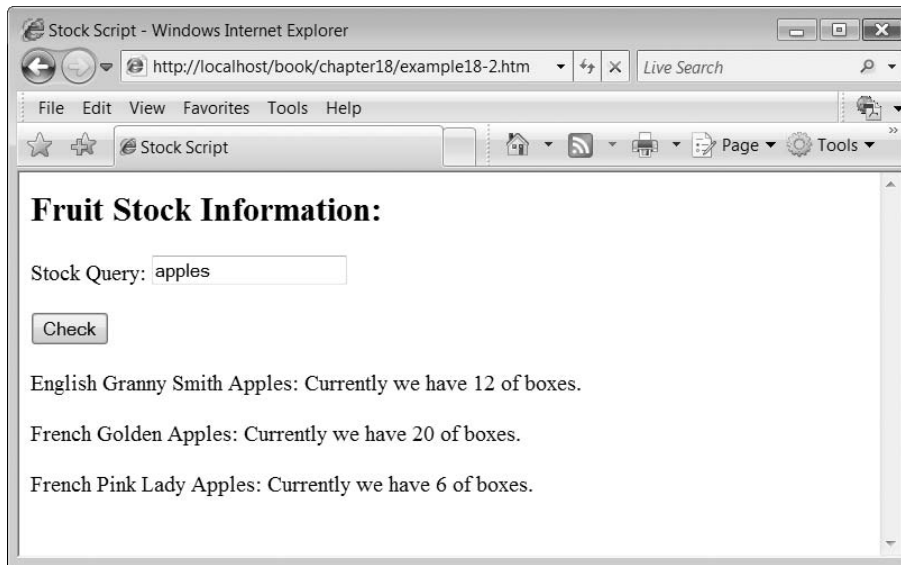 Stock Script - Windows Internet Explorer
http://localhost/book/chapter18/example18-2.htm
Live Search
File Edit View Favorites Tools Help
Stock Script
Page
Tools
Fruit Stock Information:
Stock Query: apples
Check
English Granny Smith Apples: Currently we have 12 of boxes.
French Golden Apples: Currently we have 20 of boxes.
French Pink Lady Apples: Currently we have 6 of boxes.